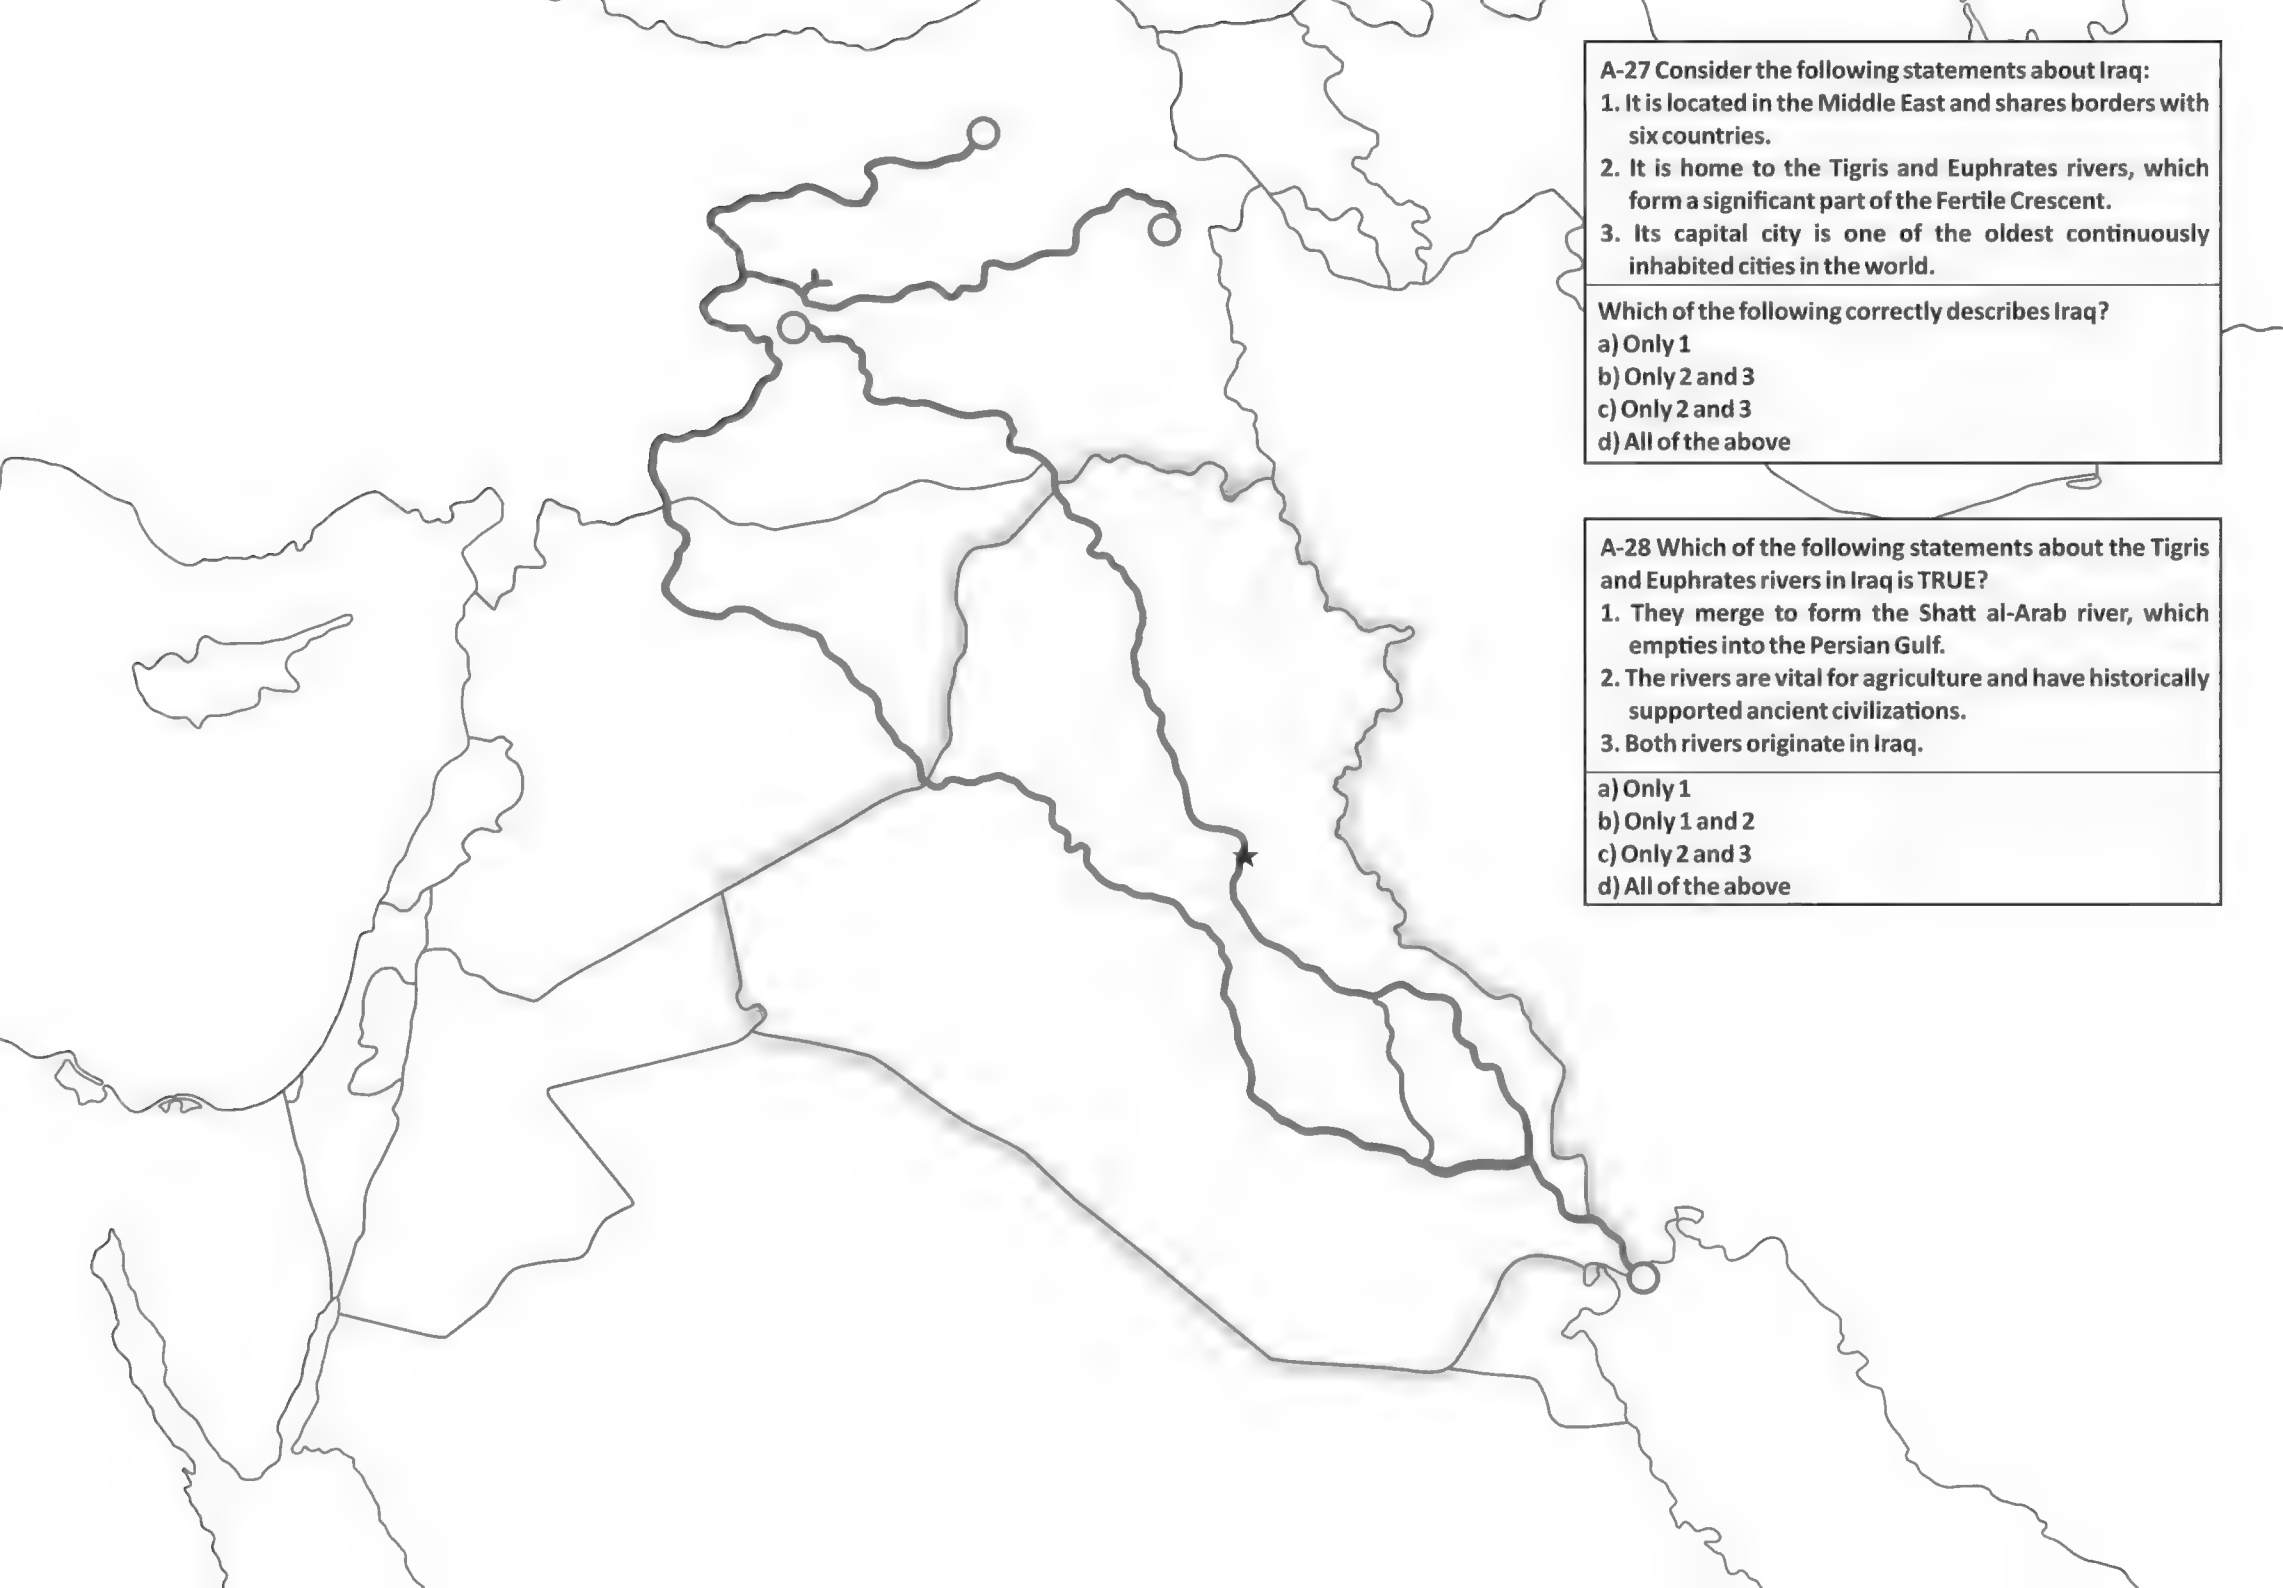 A-27 Consider the following statements about Iraq:
1. It is located in the Middle East and shares borders with
six countries.
2. It is home to the Tigris and Euphrates rivers, which
form a significant part of the Fertile Crescent.
3. Its capital city is one of the oldest continuously
inhabited cities in the world.
Which of the following correctly describes Iraq?
a) Only 1
b) Only 2 and 3
c) Only 2 and 3
d) All of the above
A-28 Which of the following statements about the Tigris
and Euphrates rivers in Iraq is TRUE?
1. They merge to form the Shatt al-Arab river, which
empties into the Persian Gulf.
2. The rivers are vital for agriculture and have historically
supported ancient civilizations.
3. Both rivers originate in Iraq.
a) Only 1
b) Only 1 and 2
c) Only 2 and 3
d) All of the above